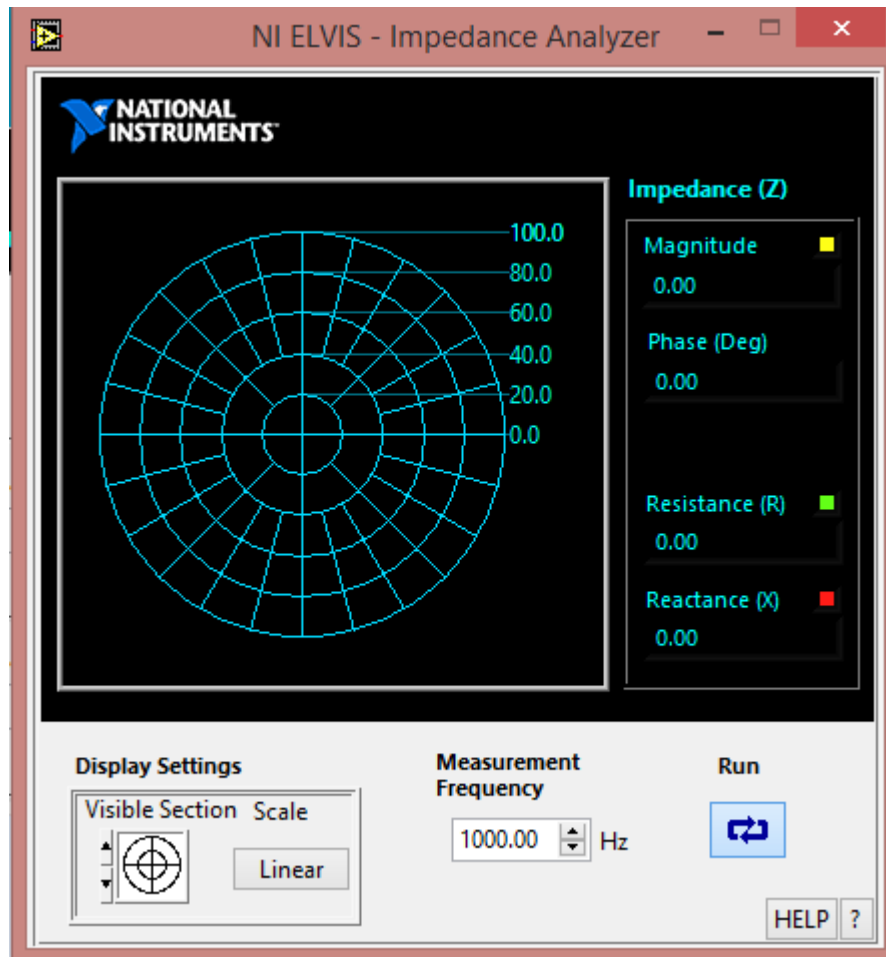 NI ELVIS - Impedance Analyzer
NATIONAL
INSTRUMENTS™
100.0
80.0
60.0
40.0
20.0
0.0
Impedance (Z)
Magnitude
0.00
Phase (Deg)
0.00
Resistance (R)
0.00
Reactance (X)
0.00
Display Settings
Visible Section
Scale
Linear
Measurement
Frequency
1000.00
Hz
Run
HELP
?